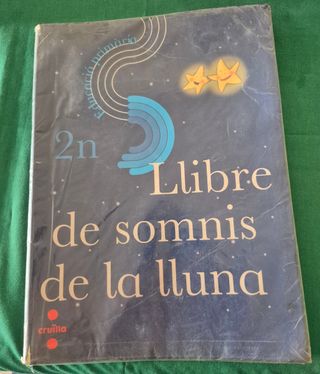 Educació primària
2n
Llibre
de somnis
de la lluna
cruïlla